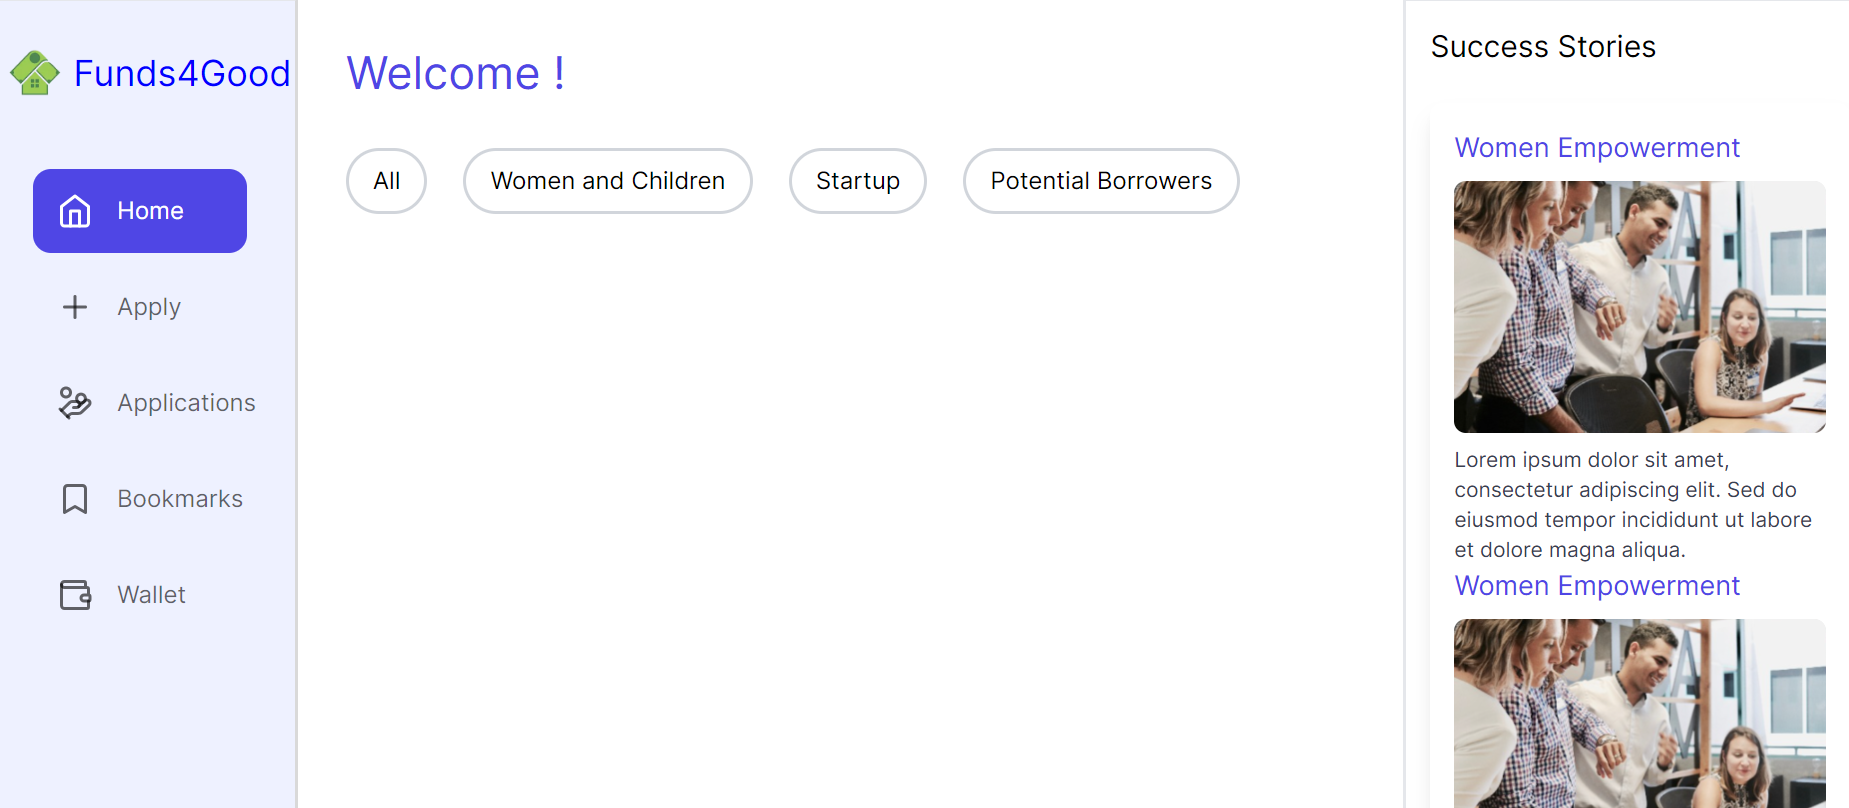 Funds4Good
Home
Apply
Applications
Bookmarks
Wallet
Welcome !
All
Women and Children
Startup
Potential Borrowers
Success Stories
Women Empowerment
Lorem ipsum dolor sit amet,
consectetur adipiscing elit. Sed do
eiusmod tempor incididunt ut labore
et dolore magna aliqua.
Women Empowerment